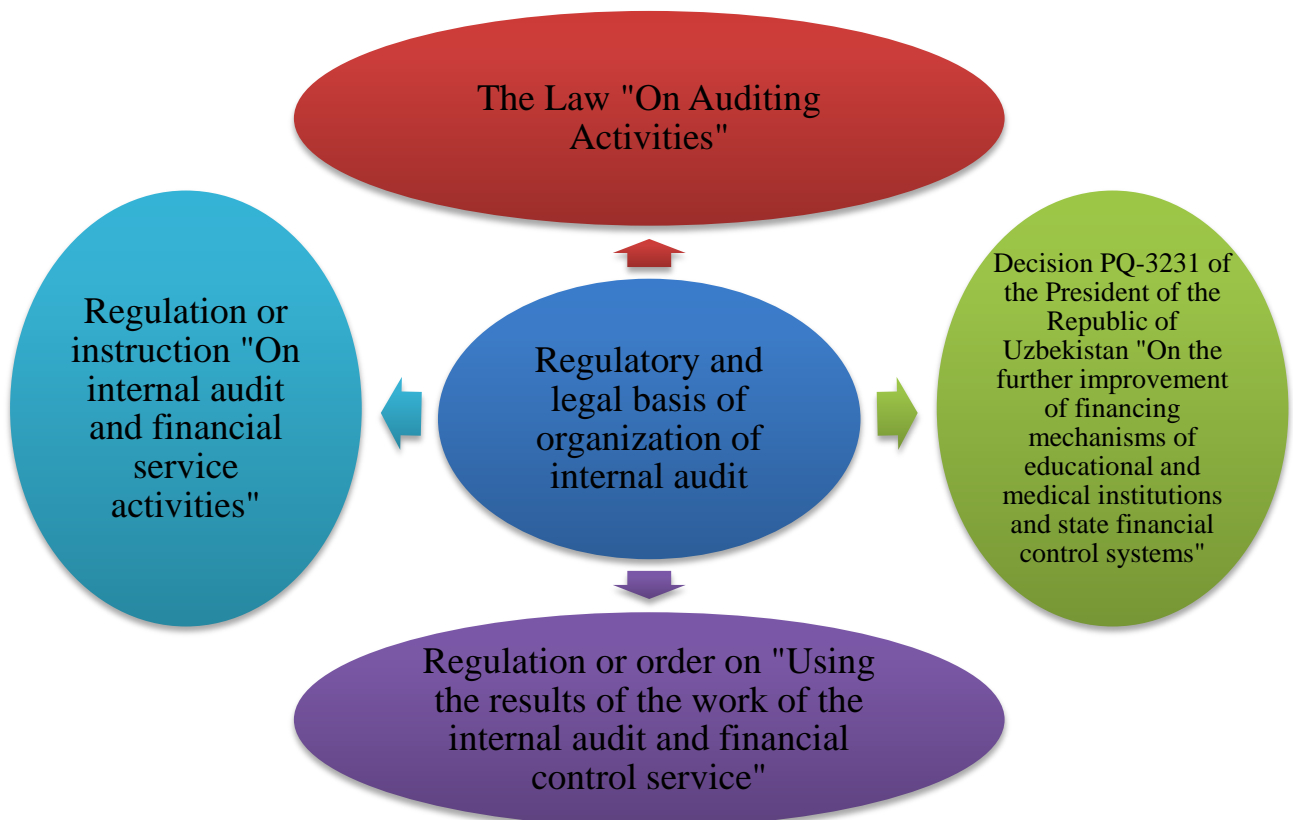 The Law "On Auditing
Activities"
Regulation or
instruction "On
internal audit
and financial
service
activities"
Regulatory and
legal basis of
organization of
internal audit
Decision PQ-3231 of
the President of the
Republic of
Uzbekistan "On the
further improvement
of financing
mechanisms of
educational and
medical institutions
and state financial
control systems"
Regulation or order on "Using
the results of the work of the
internal audit and financial
control service"